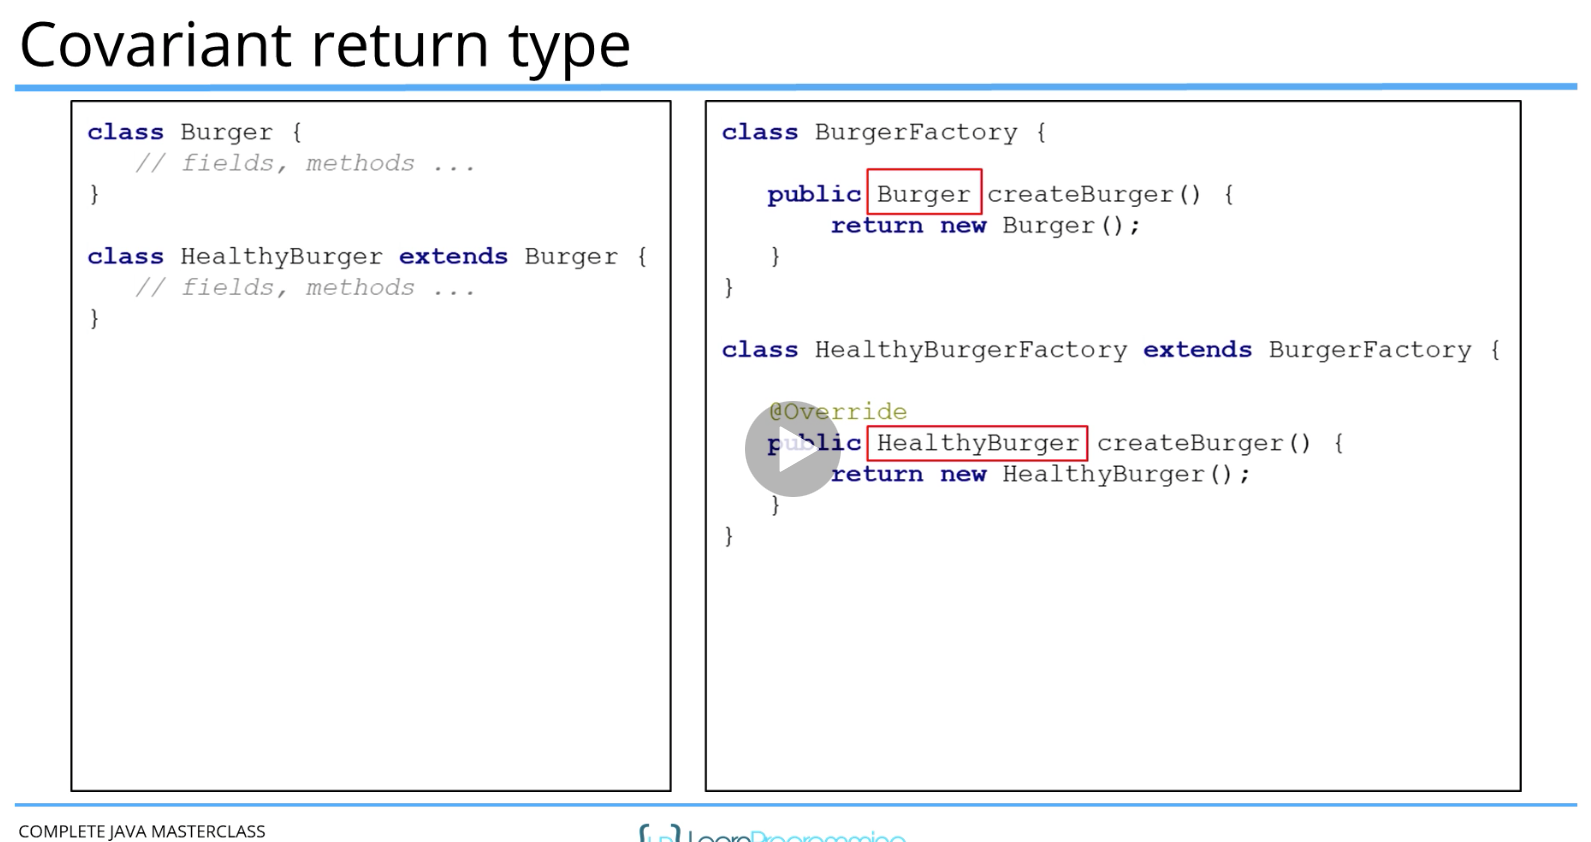 Covariant return type
class Burger {
// fields, methods ...
}
class HealthyBurger extends Burger {
// fields, methods ...
}
class BurgerFactory {
public Burger createBurger() {
return new Burger();
}
}
class HealthyBurgerFactory extends BurgerFactory {
@Override
public HealthyBurger createBurger() {
return new HealthyBurger();
}
}
COMPLETE JAVA MASTERCLASS
LearnProgramming